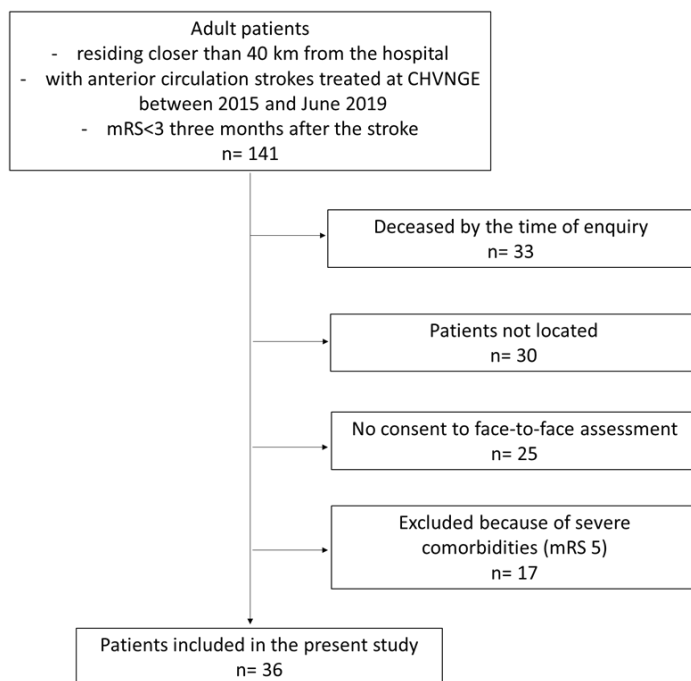 Adult patients
- residing closer than 40 km from the hospital
- with anterior circulation strokes treated at CHVNGE
between 2015 and June 2019
- mRS<3 three months after the stroke
n= 141
Deceased by the time of enquiry
n= 33
Patients not located
n= 30
No consent to face-to-face assessment
n= 25
Excluded because of severe
comorbidities (mRS 5)
n= 17
Patients included in the present study
n= 36